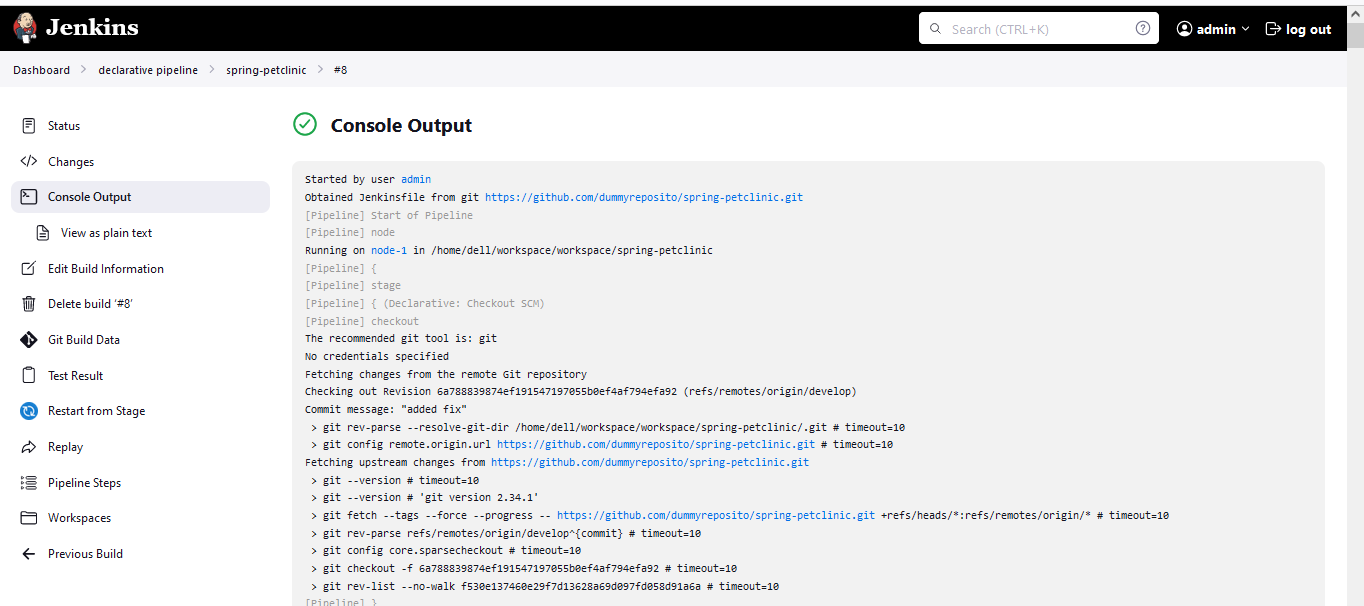 Jenkins
Search (CTRL+K)
admin
log out
Dashboard > declarative pipeline > spring-petclinic > #8
Status
Changes
Console Output
View as plain text
Edit Build Information
Delete build ‘#8’
Git Build Data
Test Result
Restart from Stage
Replay
Pipeline Steps
Workspaces
Previous Build
Console Output
Started by user admin
Obtained Jenkinsfile from git https://github.com/dummyreposito/spring-petclinic.git
[Pipeline] Start of Pipeline
[Pipeline] node
Running on node-1 in /home/dell/workspace/workspace/spring-petclinic
[Pipeline] {
[Pipeline] stage
[Pipeline] { (Declarative: Checkout SCM)
[Pipeline] checkout
The recommended git tool is: git
No credentials specified
Fetching changes from the remote Git repository
Checking out Revision 6a788839874ef191547197055b0ef4af794efa92 (refs/remotes/origin/develop)
Commit message: "added fix"
> git rev-parse --resolve-git-dir /home/dell/workspace/workspace/spring-petclinic/.git # timeout=10
> git config remote.origin.url https://github.com/dummyreposito/spring-petclinic.git # timeout=10
Fetching upstream changes from https://github.com/dummyreposito/spring-petclinic.git
> git --version # timeout=10
> git --version # 'git version 2.34.1'
> git fetch --tags --force --progress -- https://github.com/dummyreposito/spring-petclinic.git +refs/heads/*:refs/remotes/origin/* # timeout=10
> git rev-parse refs/remotes/origin/develop^{commit} # timeout=10
> git config core.sparsecheckout # timeout=10
> git checkout -f 6a788839874ef191547197055b0ef4af794efa92 # timeout=10
> git rev-list --no-walk f530e137460e29f7d13628a69d097fd058d91a6a # timeout=10
[Pipeline] }